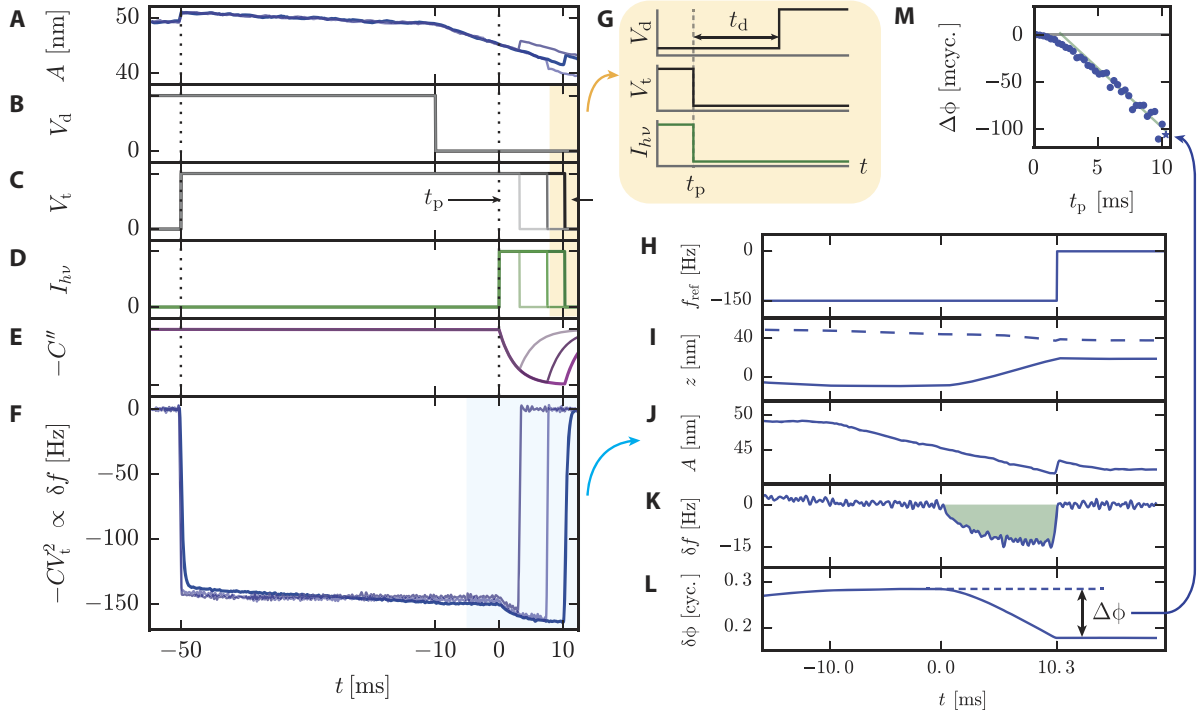 A
50
40
A [nm]
B
V_d
0
C
V_t
0
t_p
D
I_hν
0
E
−C″
F
0
−50
−100
−150
−CV_t^2 ∝ δf [Hz]
−50
−10
0
10
t [ms]
G
V_d
t_d
V_t
I_hν
t_p
t
M
Δϕ [mcyc.]
0
−50
−100
0
5
10
t_p [ms]
H
f_ref [Hz]
0
−150
I
z [nm]
40
0
J
A [nm]
50
45
K
δf [Hz]
0
-15
L
δϕ [cyc.]
0.3
0.2
Δϕ
−10.0
0.0
10.3
t [ms]